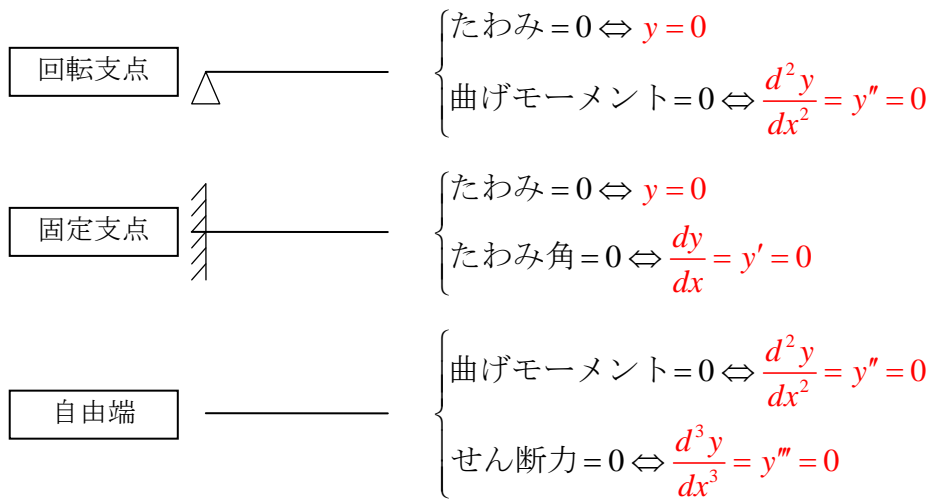 回転支点
たわみ=0⇔ y=0
曲げモーメント=0⇔ d²y/dx² = y″ = 0
固定支点
たわみ=0⇔ y=0
たわみ角=0⇔ dy/dx = y′ = 0
自由端
曲げモーメント=0⇔ d²y/dx² = y″ = 0
せん断力=0⇔ d³y/dx³ = y‴ = 0